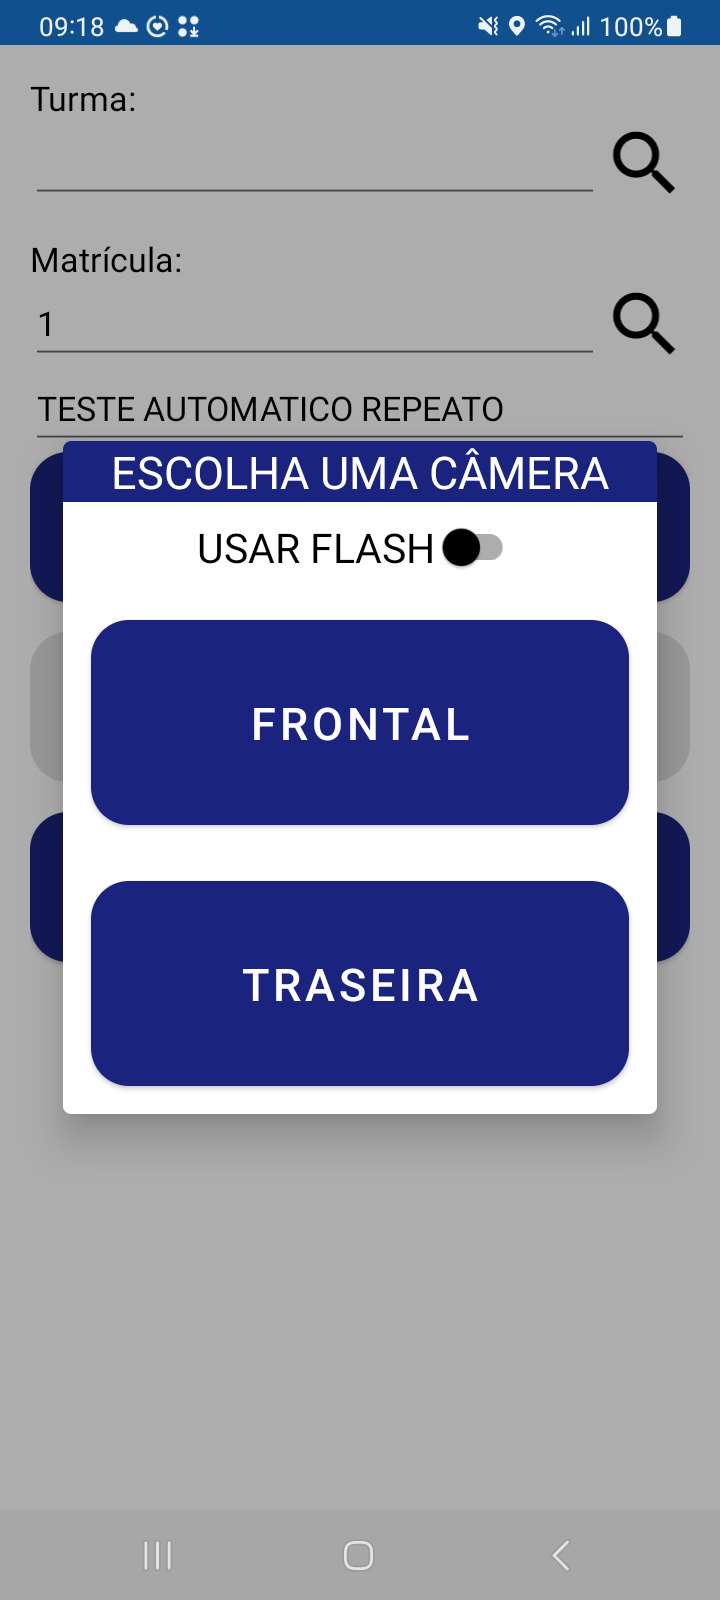 09:18
100%
Turma:
Matrícula:
1
TESTE AUTOMATICO REPEATO
ESCOLHA UMA CÂMERA
USAR FLASH
FRONTAL
TRASEIRA